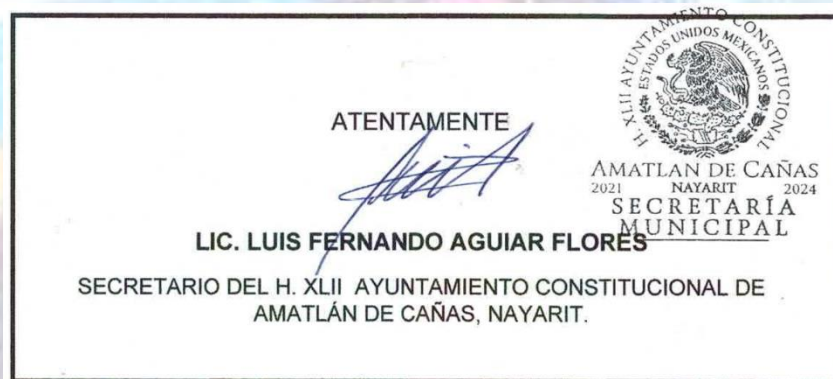 H. XLII AYUNTAMIENTO CONSTITUCIONAL
ESTADOS UNIDOS MEXICANOS
AMATLAN DE CAÑAS
2021 NAYARIT 2024
SECRETARÍA
MUNICIPAL
ATENTAMENTE
LIC. LUIS FERNANDO AGUIAR FLORES
SECRETARIO DEL H. XLII AYUNTAMIENTO CONSTITUCIONAL DE
AMATLÁN DE CAÑAS, NAYARIT.